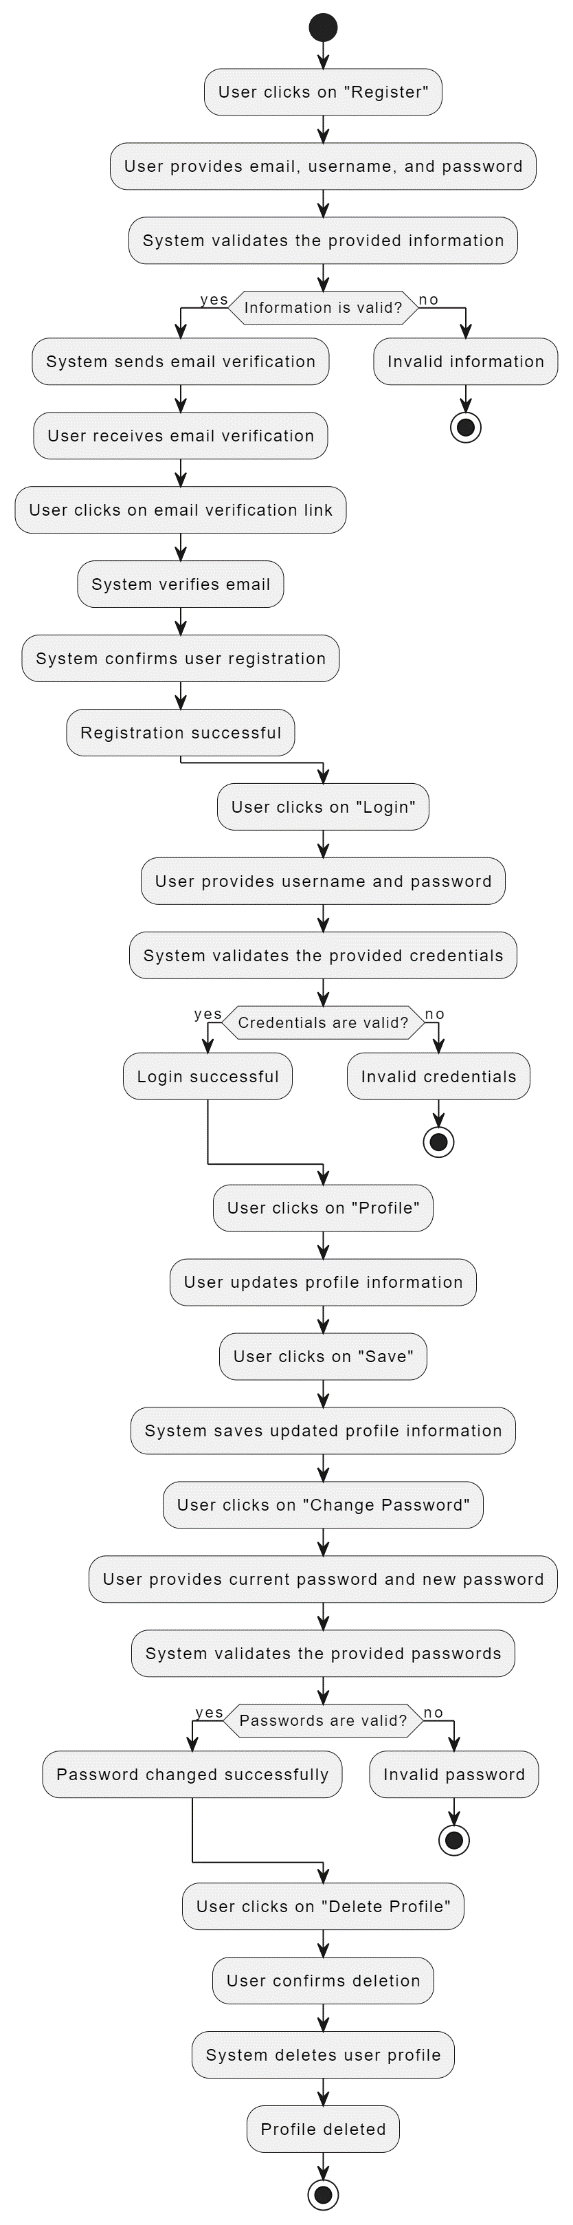 User clicks on "Register"
User provides email, username, and password
System validates the provided information
yes
Information is valid?
no
System sends email verification
Invalid information
User receives email verification
User clicks on email verification link
System verifies email
System confirms user registration
Registration successful
User clicks on "Login"
User provides username and password
System validates the provided credentials
yes
Credentials are valid?
no
Login successful
Invalid credentials
User clicks on "Profile"
User updates profile information
User clicks on "Save"
System saves updated profile information
User clicks on "Change Password"
User provides current password and new password
System validates the provided passwords
yes
Passwords are valid?
no
Password changed successfully
Invalid password
User clicks on "Delete Profile"
User confirms deletion
System deletes user profile
Profile deleted